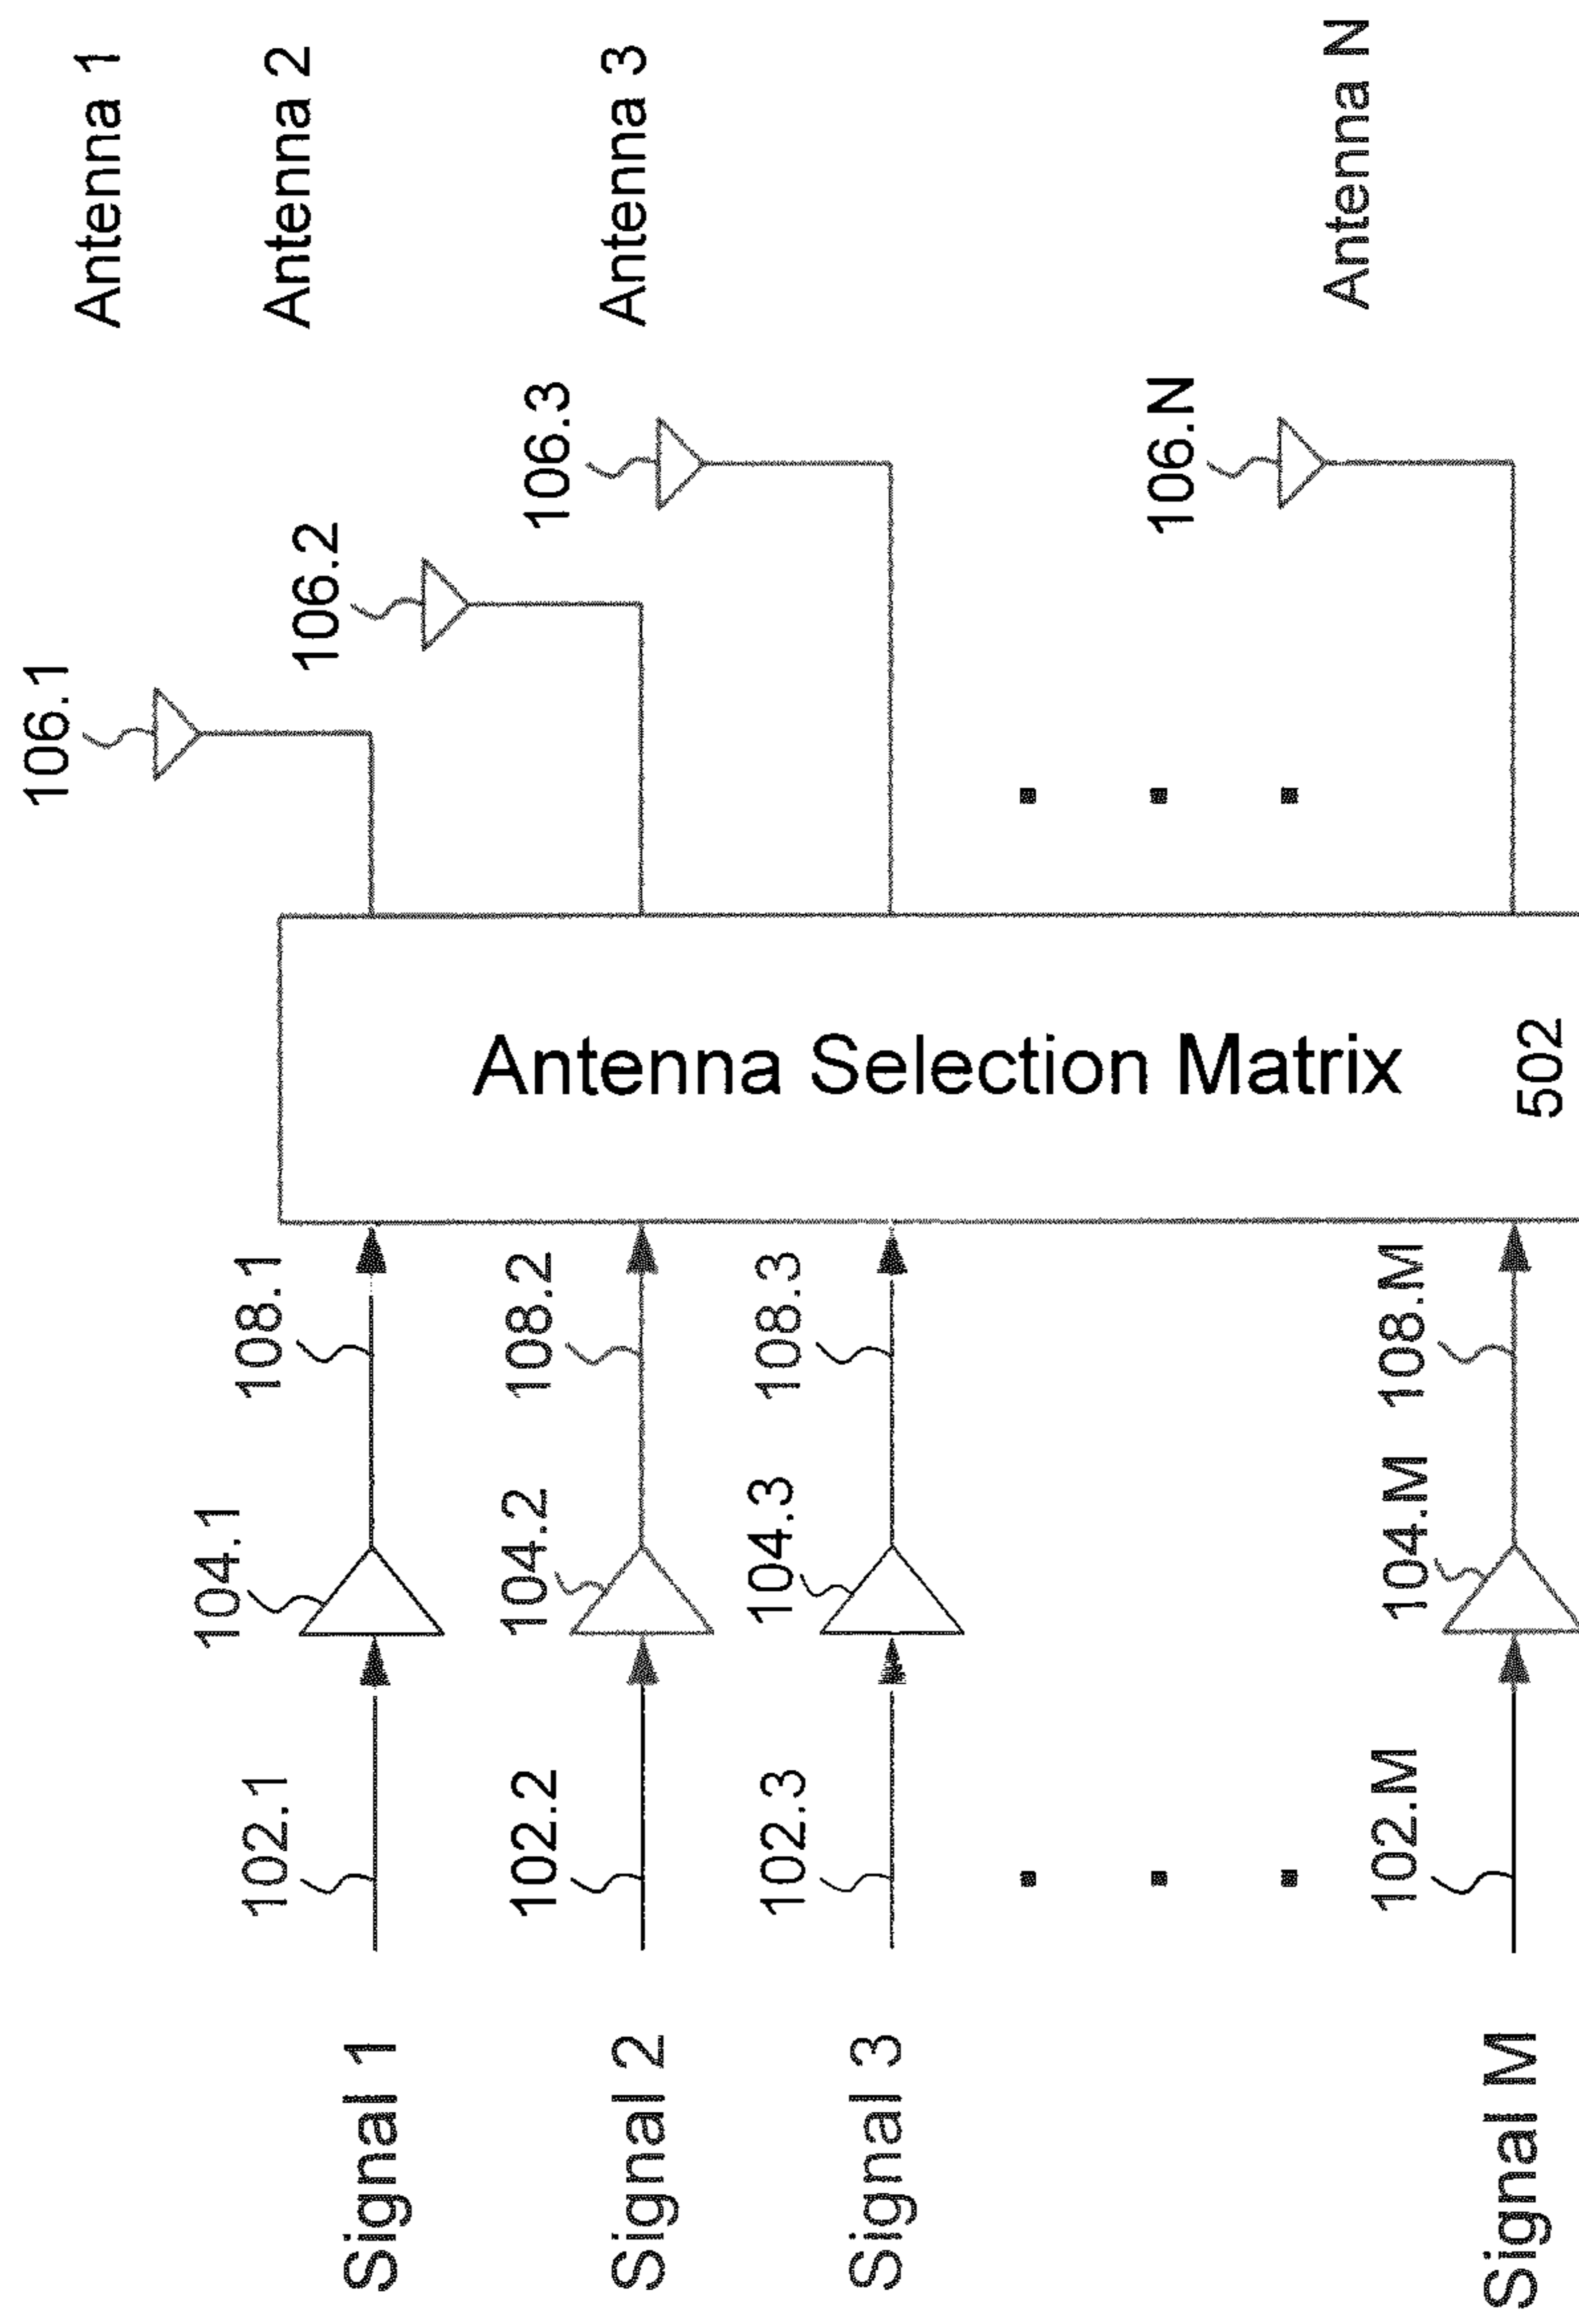 106.1
Antenna 1
106.2
Antenna 2
106.3
Antenna 3
106.N
Antenna N
Antenna Selection Matrix
502
Signal 1
102.1
104.1
108.1
Signal 2
102.2
104.2
108.2
Signal 3
102.3
104.3
108.3
Signal M
102.M
104.M
108.M